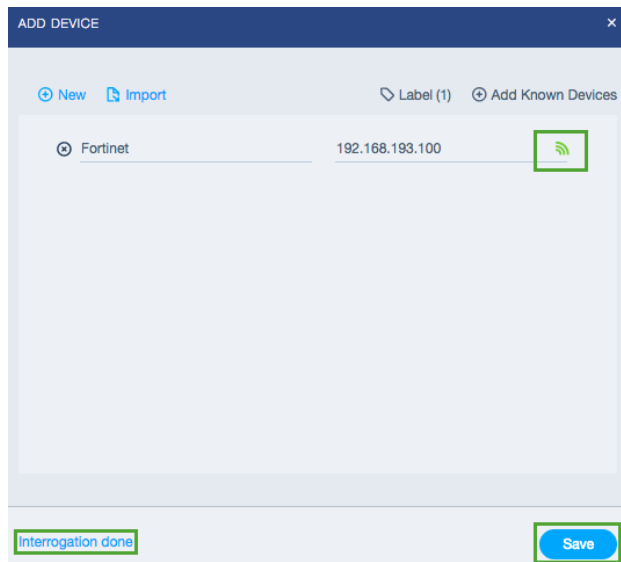 ADD DEVICE ×
New Import Label (1) Add Known Devices
Fortinet 192.168.193.100
Interrogation done Save